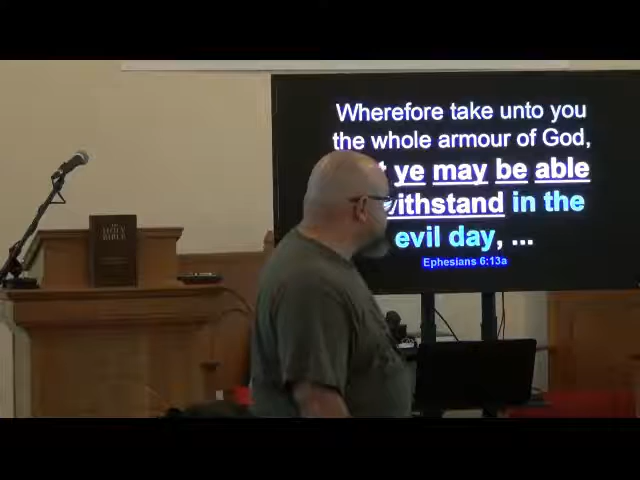 Wherefore take unto you
the whole armour of God,
ye may be able
withstand in the
evil day, ...
Ephesians 6:13a
HOLY
BIBLE